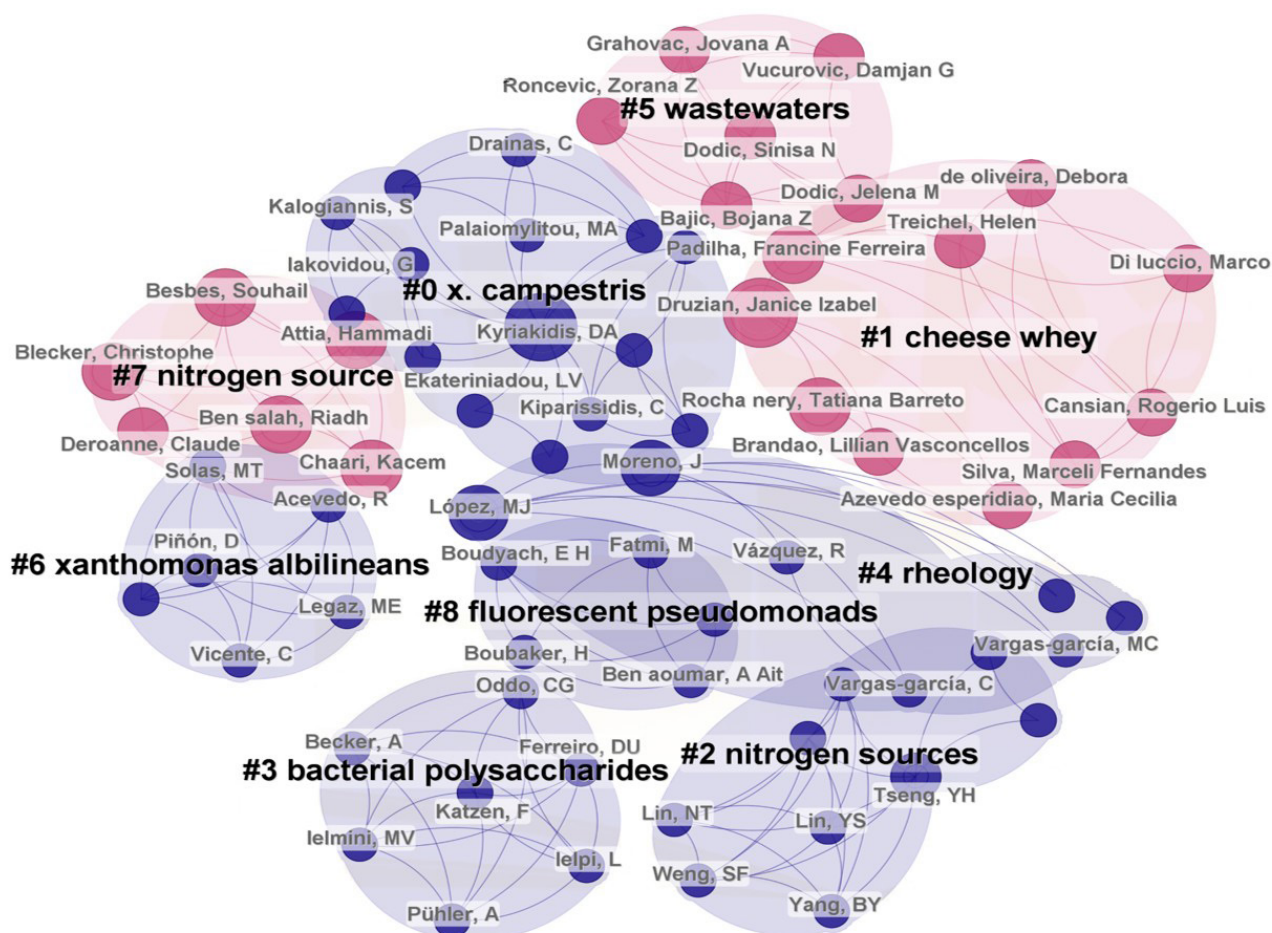 Grahovac, Jovana A
Vucurovic, Damjan G
Roncevic, Zorana Z
#5 wastewaters
Drainas, C
Dodic, Sinisa N
de oliveira, Debora
Dodic, Jelena M
Kalogiannis, S
Bajic, Bojana Z
Treichel, Helen
Palaiomylitou, MA
Padilha, Francine Ferreira
Di luccio, Marco
Iakovidou, G
Besbes, Souhail
#0 x. campestris
Druzian, Janice Izabel
Attia, Hammadi
Kyriakidis, DA
#1 cheese whey
Blecker, Christophe
#7 nitrogen source
Ekateriniadou, LV
Rocha nery, Tatiana Barreto
Cansian, Rogerio Luis
Ben salah, Riadh
Kiparissidis, C
Deroanne, Claude
Brandao, Lillian Vasconcellos
Solas, MT
Chaari, Kacem
Moreno, J
Silva, Marceli Fernandes
Acevedo, R
López, MJ
Azevedo esperidiao, Maria Cecilia
Piñón, D
Boudyach, E H
Fatmi, M
Vázquez, R
#6 xanthomonas albilineans
#4 rheology
Legaz, ME
#8 fluorescent pseudomonads
Vicente, C
Boubaker, H
Vargas-garcía, MC
Ben aoumar, A Ait
Oddo, CG
Vargas-garcía, C
Becker, A
Ferreiro, DU
#3 bacterial polysaccharides
#2 nitrogen sources
Katzen, F
Tseng, YH
Lin, NT
Lin, YS
Ielmini, MV
Ielpi, L
Weng, SF
Pühler, A
Yang, BY